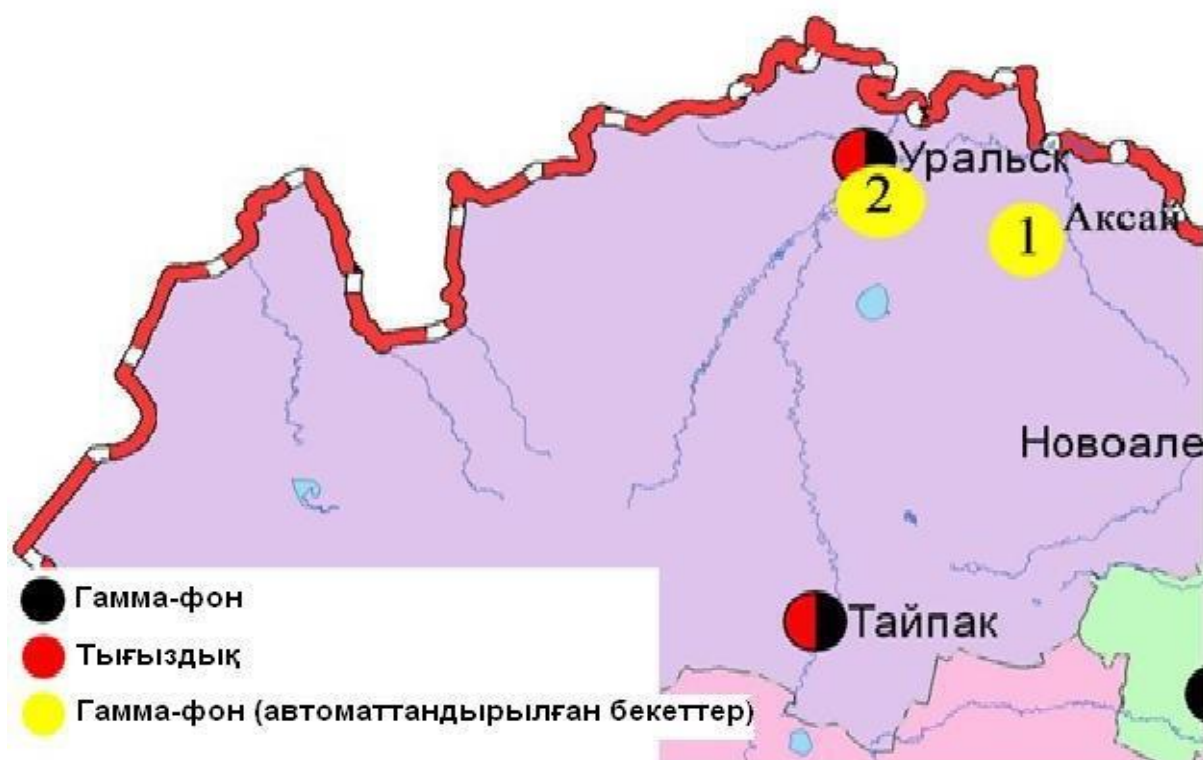 Уральск
2
1
Аксай
Новоале
Тайпак
Гамма-фон
Тығыздық
Гамма-фон (автоматтандырылған бекеттер)